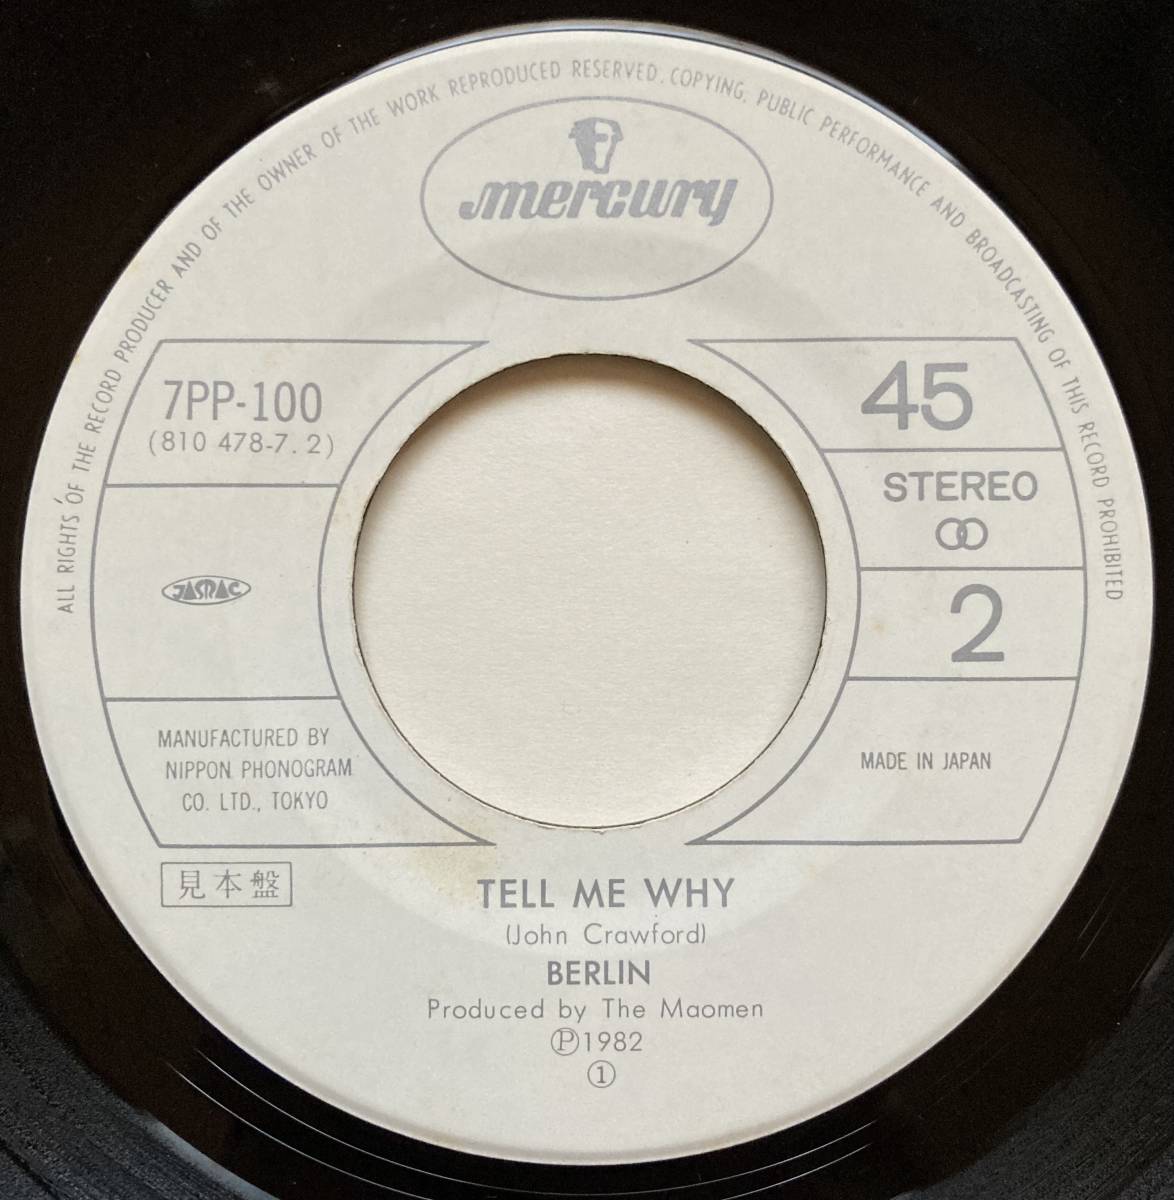 ALL RIGHTS OF THE RECORD PRODUCER AND OF THE OWNER OF THE WORK REPRODUCED RESERVED. COPYING, PUBLIC PERFORMANCE AND BROADCASTING OF THIS RECORD PROHIBITED
mercury
7PP-100
(810 478-7. 2)
45
STEREO
2
JASRAC
MANUFACTURED BY
NIPPON PHONOGRAM
CO. LTD., TOKYO
MADE IN JAPAN
見本盤
TELL ME WHY
(John Crawford)
BERLIN
Produced by The Maomen
Ⓟ1982
①